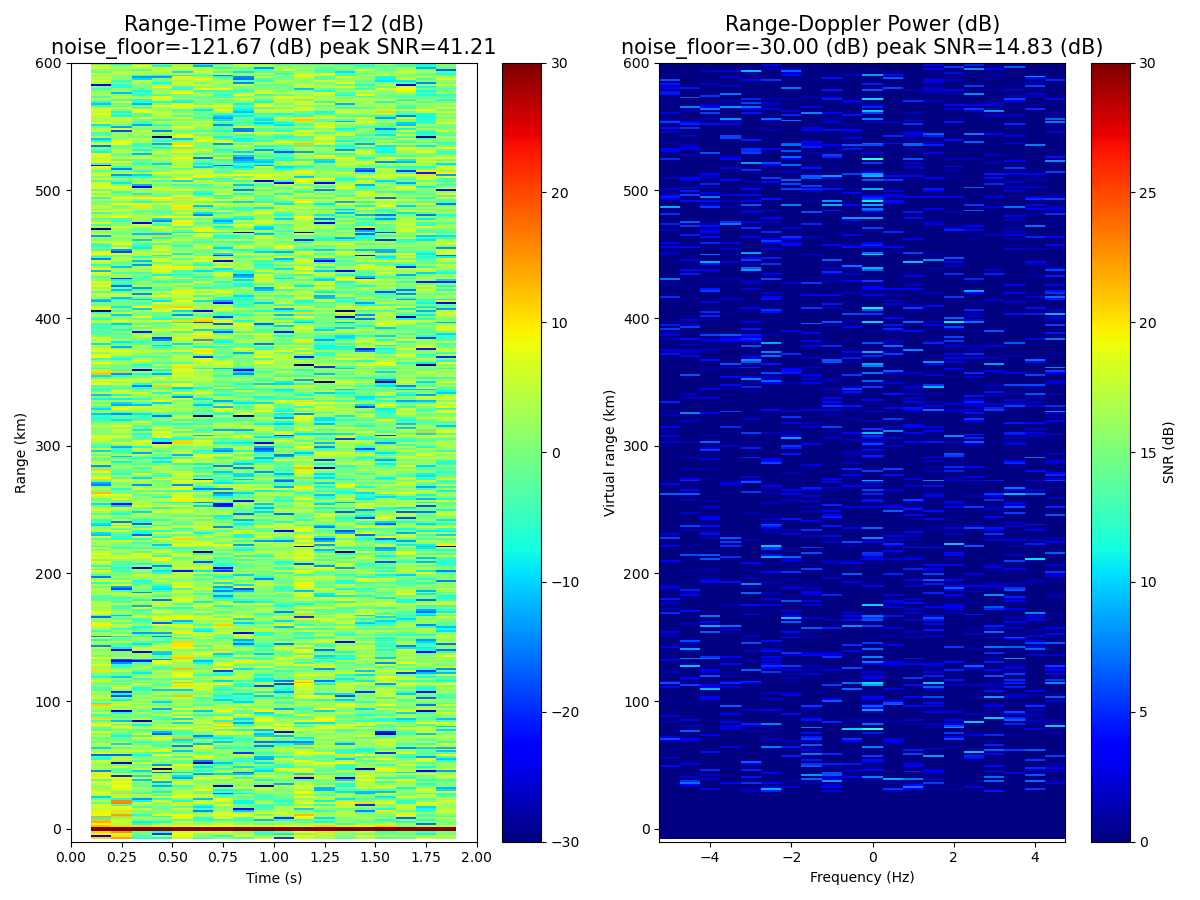 Range-Time Power f=12 (dB)
noise_floor=-121.67 (dB) peak SNR=41.21
Range-Doppler Power (dB)
noise_floor=-30.00 (dB) peak SNR=14.83 (dB)
600
500
400
300
200
100
0
Range (km)
0.00 0.25 0.50 0.75 1.00 1.25 1.50 1.75 2.00
Time (s)
30
20
10
0
−10
−20
−30
600
500
400
300
200
100
0
Virtual range (km)
−4 −2 0 2 4
Frequency (Hz)
30
25
20
15
10
5
0
SNR (dB)